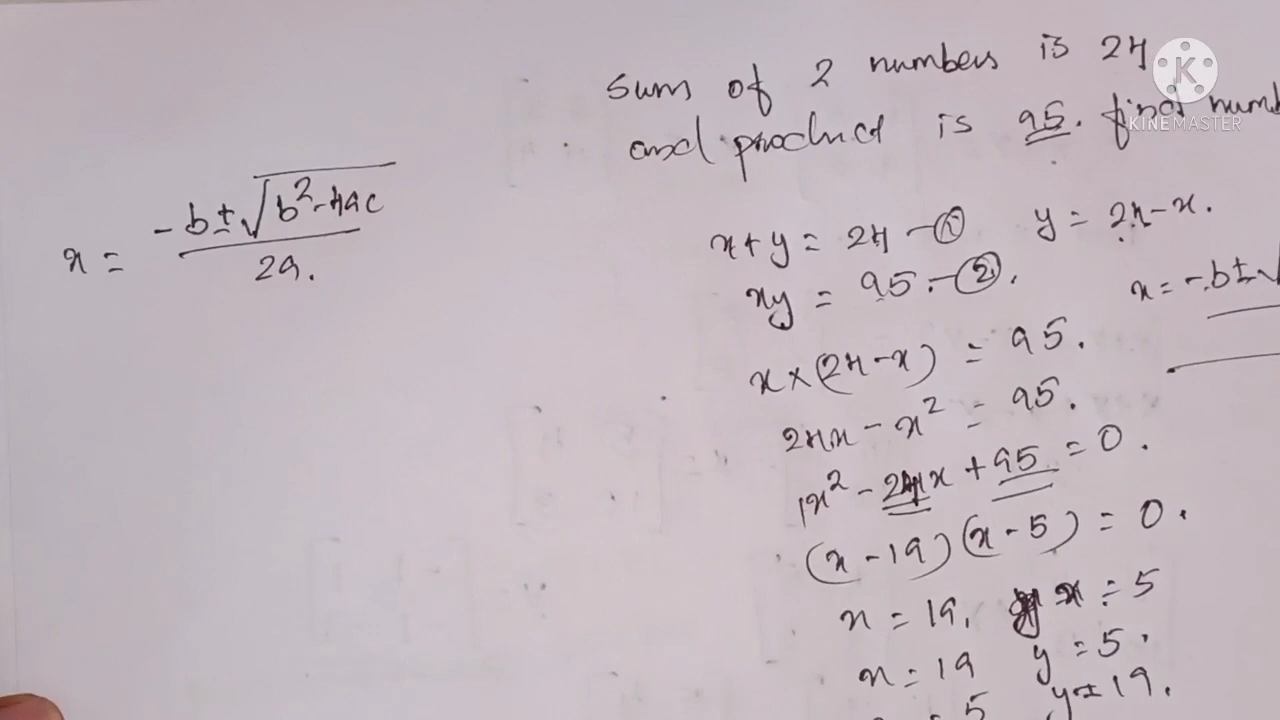 x = -b ± √b² - 4ac / 2a.
Sum of 2 numbers is 24
and product is 95. find numb
x + y = 24 - ① y = 24 - x.
xy = 95. - ②.
x = -b ± √
x × (24 - x) = 95.
24x - x² = 95.
1x² - 24x + 95 = 0.
(x - 19) (x - 5) = 0.
x = 19, x = 5
x = 19 y = 5.
= 5 y = 19.
K
KINEMASTER